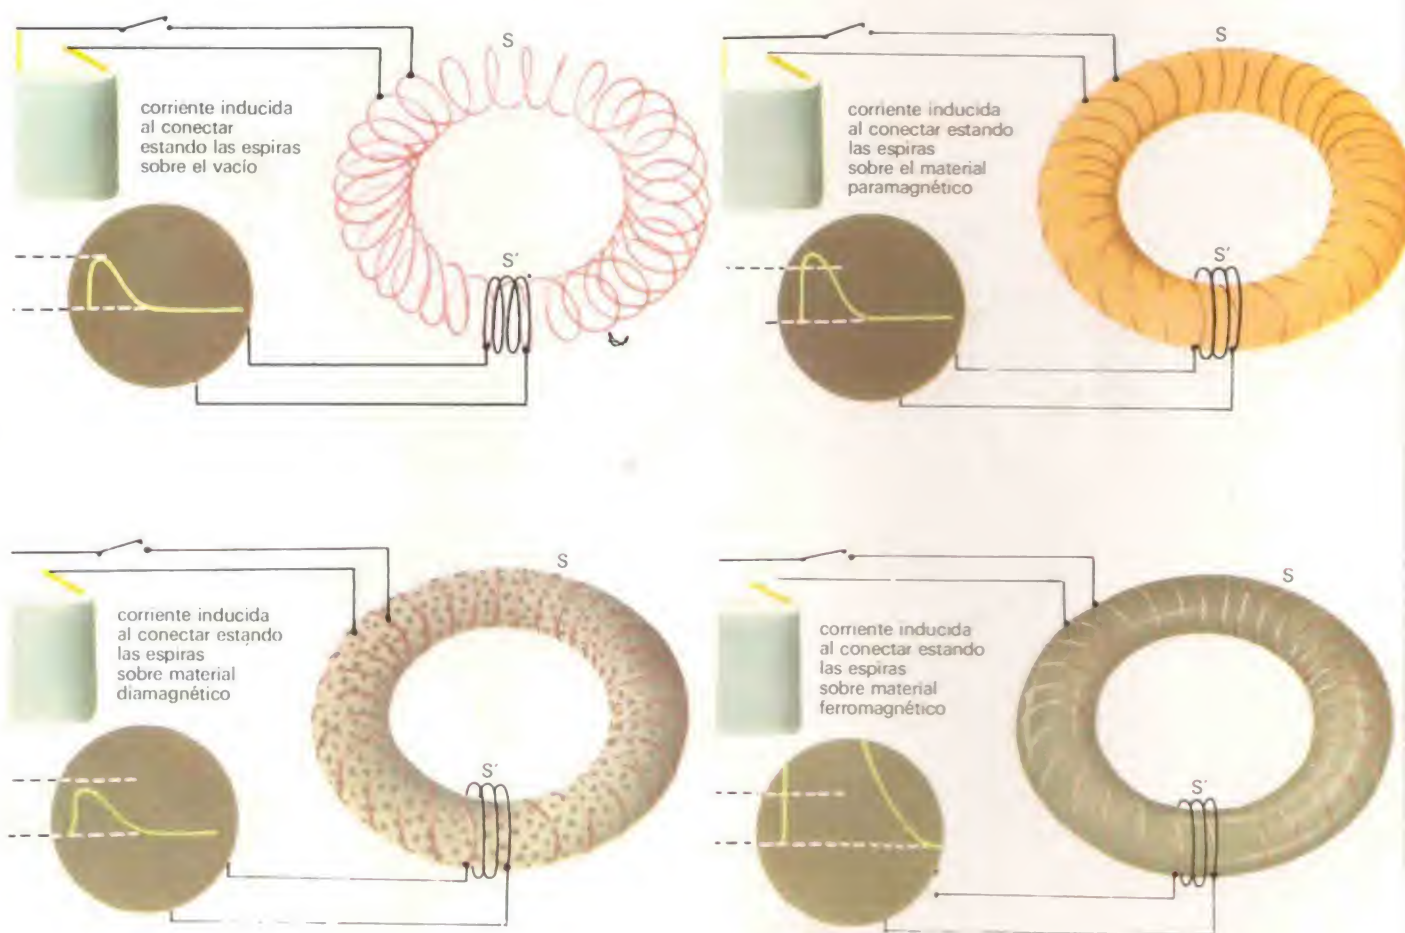 S
corriente inducida
al conectar
estando las espiras
sobre el vacío
S'
S
corriente inducida
al conectar estando
las espiras
sobre el material
paramagnético
S'
S
corriente inducida
al conectar estando
las espiras
sobre material
diamagnético
S'
S
corriente inducida
al conectar estando
las espiras
sobre material
ferromagnético
S'